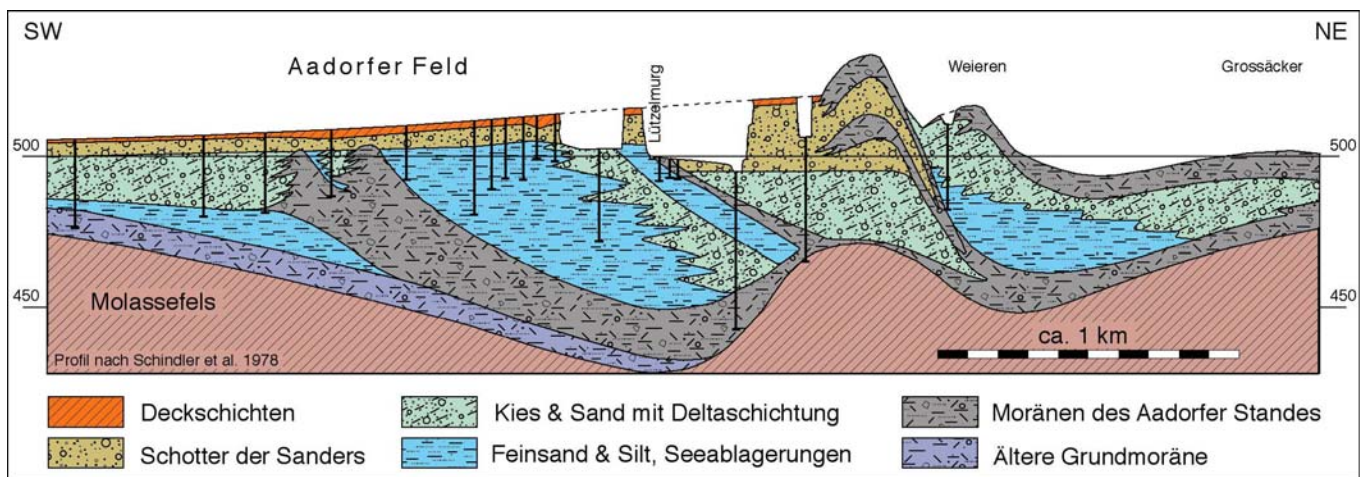 SW
NE
Aadorfer Feld
Lützelmurg
Weieren
Grossäcker
500
500
450
450
Molassefels
ca. 1 km
Profil nach Schindler et al. 1978
Deckschichten
Kies & Sand mit Deltaschichtung
Moränen des Aadorfer Standes
Schotter der Sanders
Feinsand & Silt, Seeablagerungen
Ältere Grundmoräne